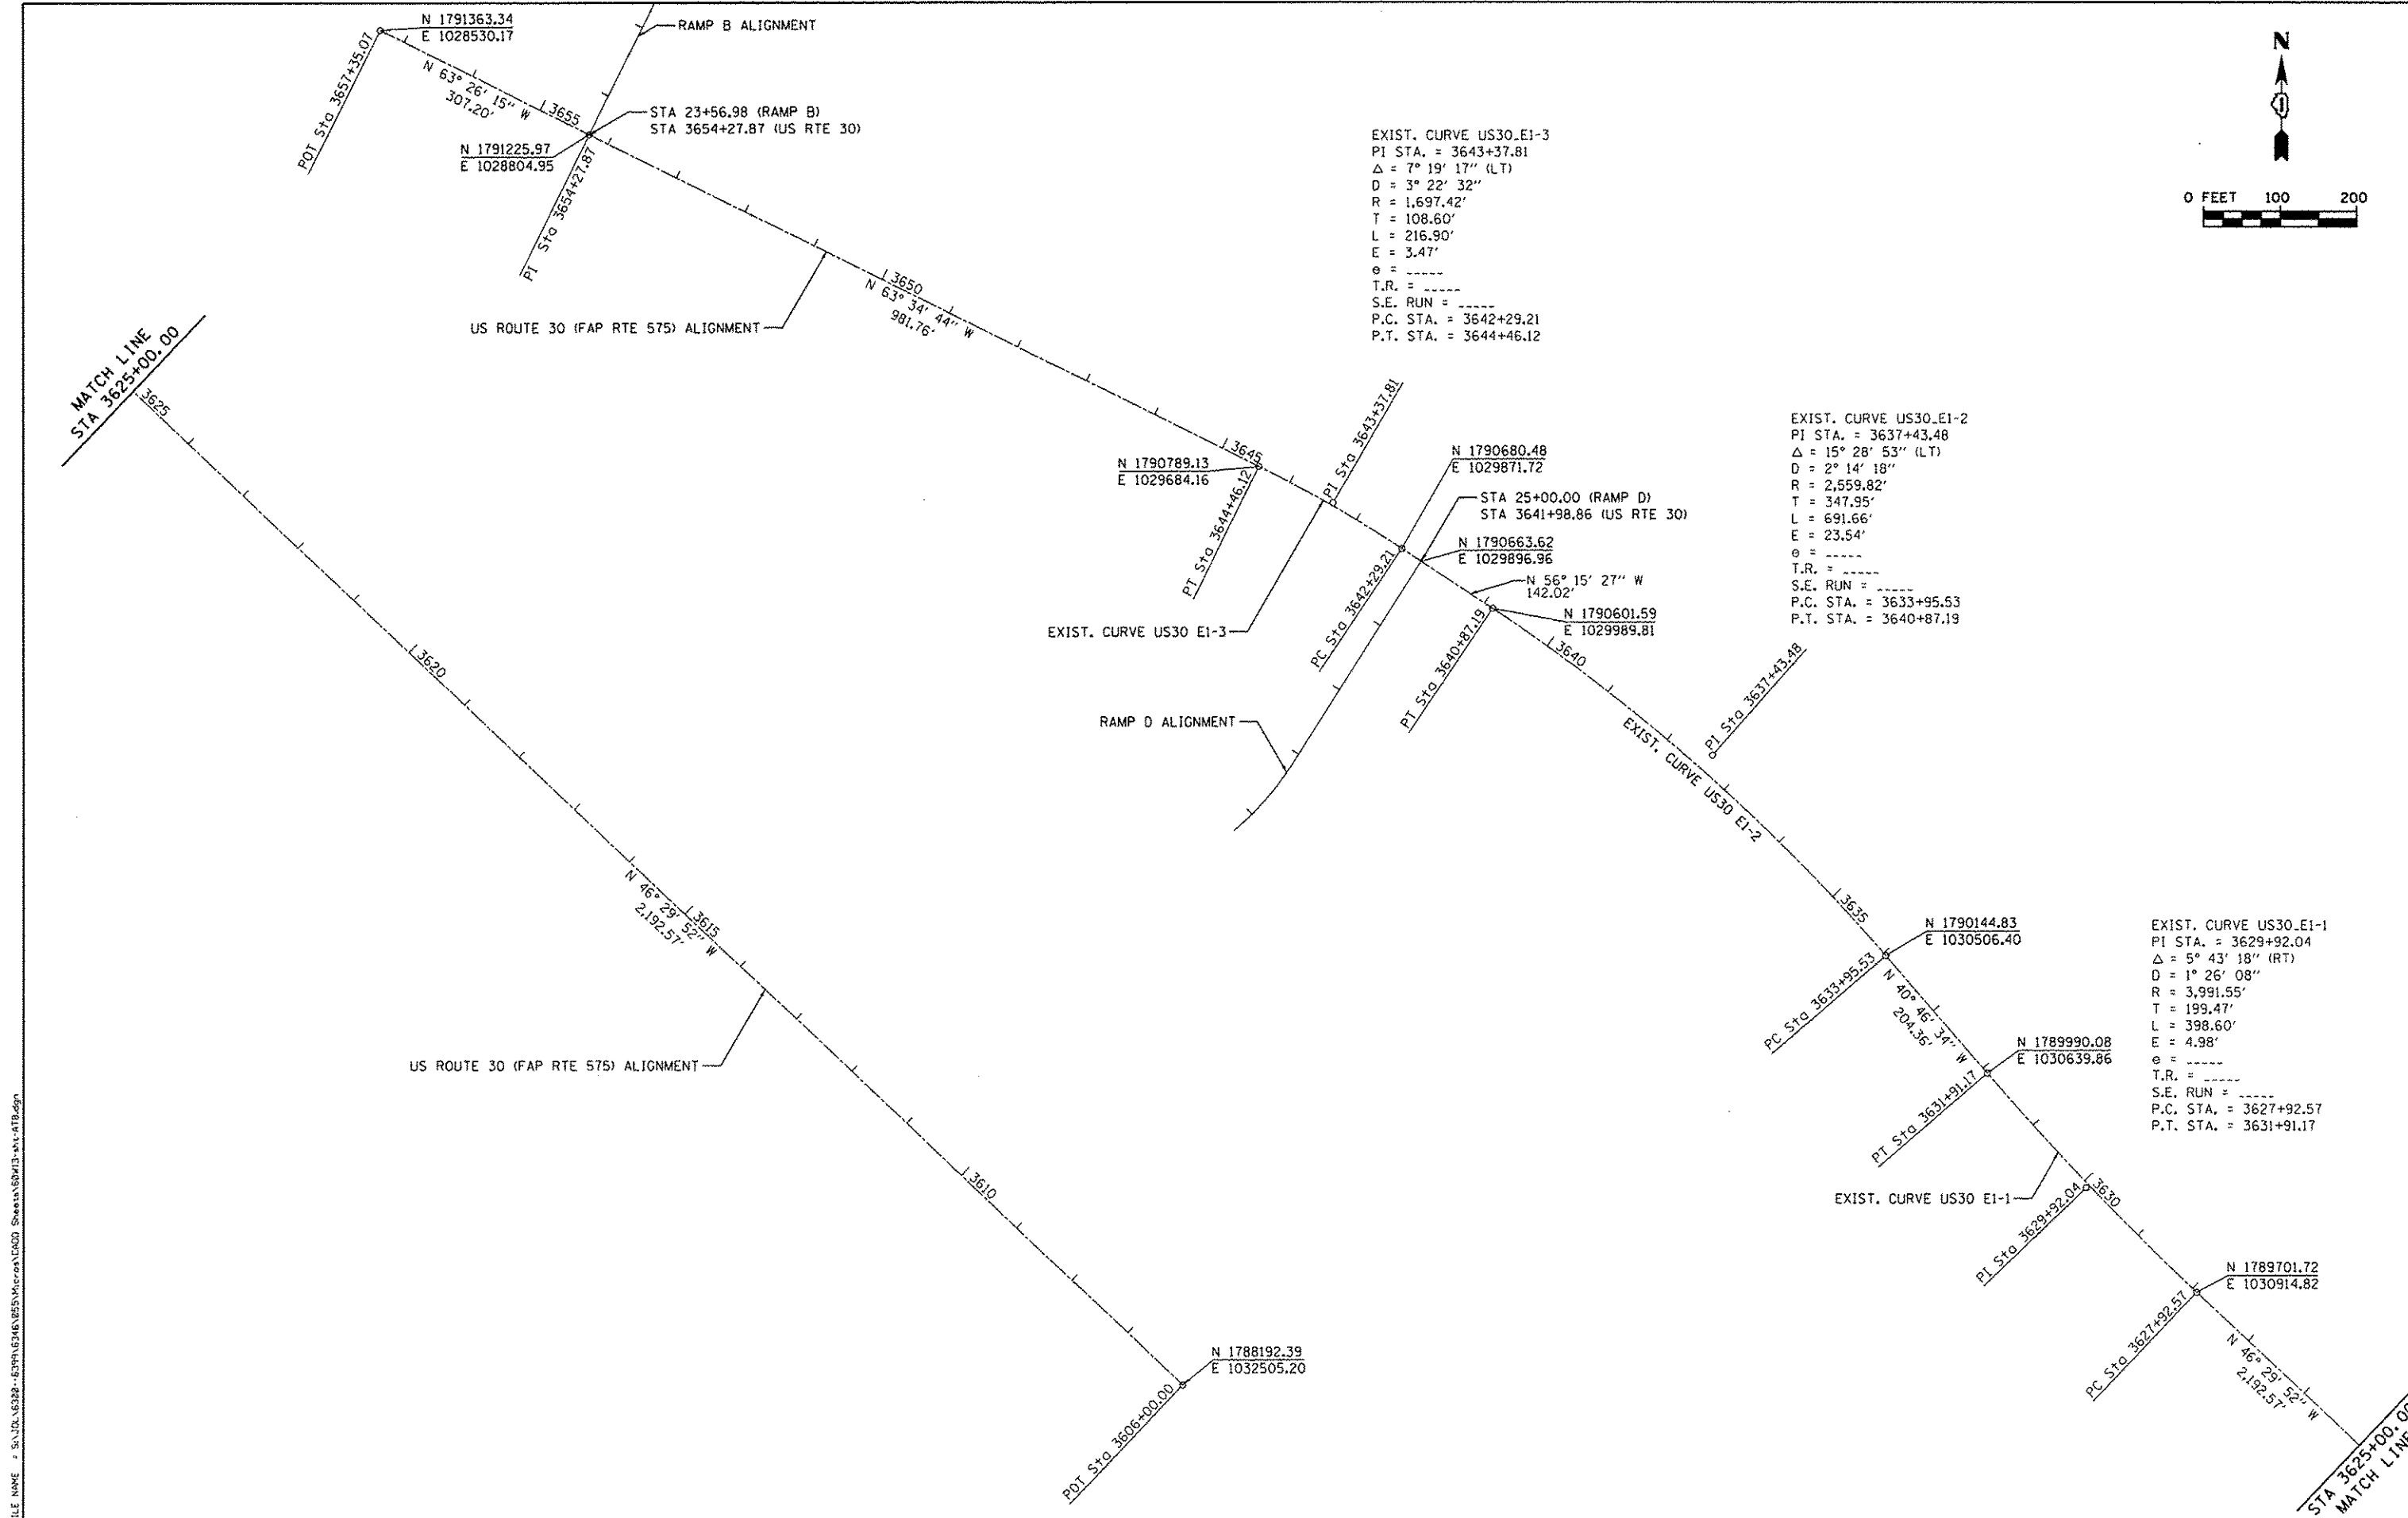 N 1791363.34
E 1028530.17
RAMP B ALIGNMENT
POT Sta 3657+35.07
N 63° 26' 15" W
307.20'
3655
STA 23+56.98 (RAMP B)
STA 3654+27.87 (US RTE 30)
N 1791225.97
E 1028804.95
PI Sta 3654+27.87
3650
N 63° 34' 44" W
981.76'
US ROUTE 30 (FAP RTE 575) ALIGNMENT
N
0 FEET 100 200
EXIST. CURVE US30_E1-3
PI STA. = 3643+37.81
Δ = 7° 19' 17" (LT)
D = 3° 22' 32"
R = 1,697.42'
T = 108.60'
L = 216.90'
E = 3.47'
e = _____
T.R. = _____
S.E. RUN = _____
P.C. STA. = 3642+29.21
P.T. STA. = 3644+46.12
MATCH LINE
STA 3625+00.00
3625
3645
N 1790789.13
E 1029684.16
PT Sta 3644+46.12
PI Sta 3643+37.81
N 1790680.48
E 1029871.72
STA 25+00.00 (RAMP D)
STA 3641+98.86 (US RTE 30)
N 1790663.62
E 1029896.96
N 56° 15' 27" W
142.02'
N 1790601.59
E 1029989.81
EXIST. CURVE US30 E1-3
PC Sta 3642+29.21
PT Sta 3640+87.19
3640
RAMP D ALIGNMENT
EXIST. CURVE US30_E1-2
PI STA. = 3637+43.48
Δ = 15° 28' 53" (LT)
D = 2° 14' 18"
R = 2,559.82'
T = 347.95'
L = 691.66'
E = 23.54'
e = _____
T.R. = _____
S.E. RUN = _____
P.C. STA. = 3633+95.53
P.T. STA. = 3640+87.19
PI Sta 3637+43.48
EXIST. CURVE US30 E1-2
3620
3635
N 1790144.83
E 1030506.40
PC Sta 3633+95.53
N 40° 46' 34" W
204.36'
N 1789990.08
E 1030639.86
PT Sta 3631+91.17
EXIST. CURVE US30_E1-1
PI STA. = 3629+92.04
Δ = 5° 43' 18" (RT)
D = 1° 26' 08"
R = 3,991.55'
T = 199.47'
L = 398.60'
E = 4.98'
e = _____
T.R. = _____
S.E. RUN = _____
P.C. STA. = 3627+92.57
P.T. STA. = 3631+91.17
N 46° 29' 52" W
2,192.57'
3615
US ROUTE 30 (FAP RTE 575) ALIGNMENT
3610
EXIST. CURVE US30 E1-1
3630
PI Sta 3629+92.04
N 1789701.72
E 1030914.82
PC Sta 3627+92.57
N 46° 29' 52" W
2,192.57'
N 1788192.39
E 1032505.20
POT Sta 3606+00.00
STA 3625+00.00
MATCH LINE